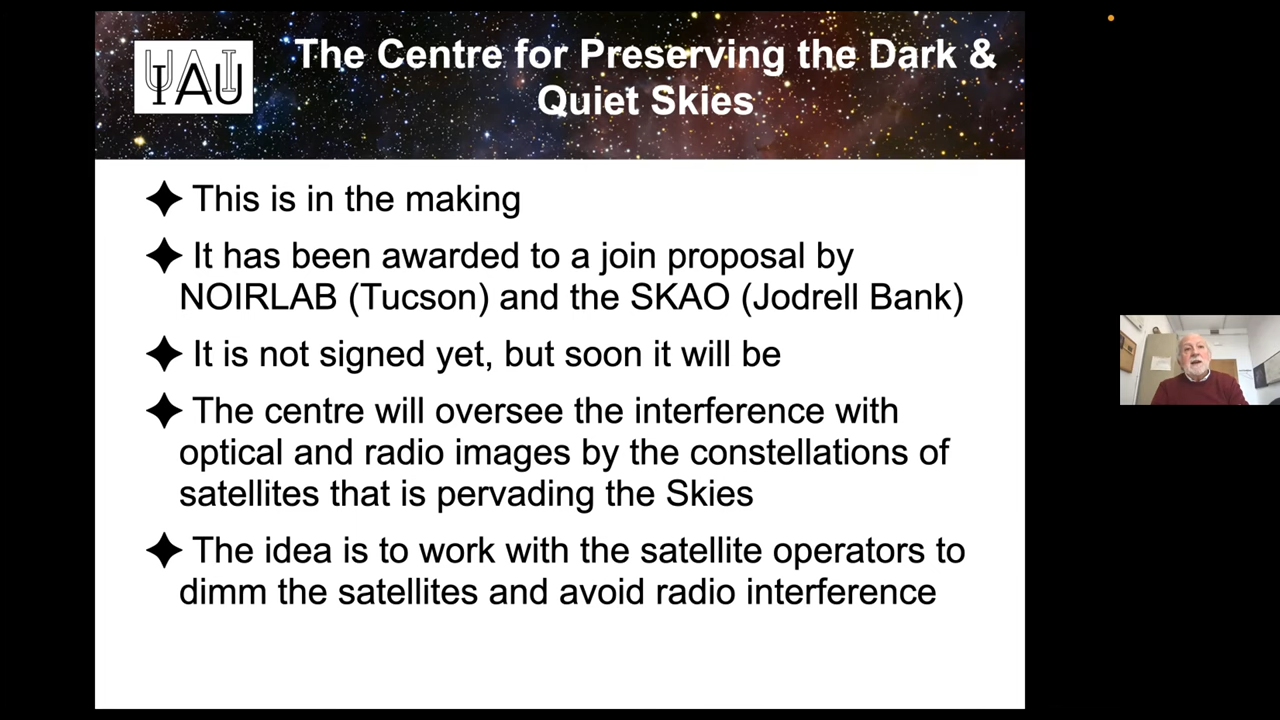 IAU
The Centre for Preserving the Dark &
Quiet Skies
This is in the making
It has been awarded to a join proposal by
NOIRLAB (Tucson) and the SKAO (Jodrell Bank)
It is not signed yet, but soon it will be
The centre will oversee the interference with
optical and radio images by the constellations of
satellites that is pervading the Skies
The idea is to work with the satellite operators to
dimm the satellites and avoid radio interference